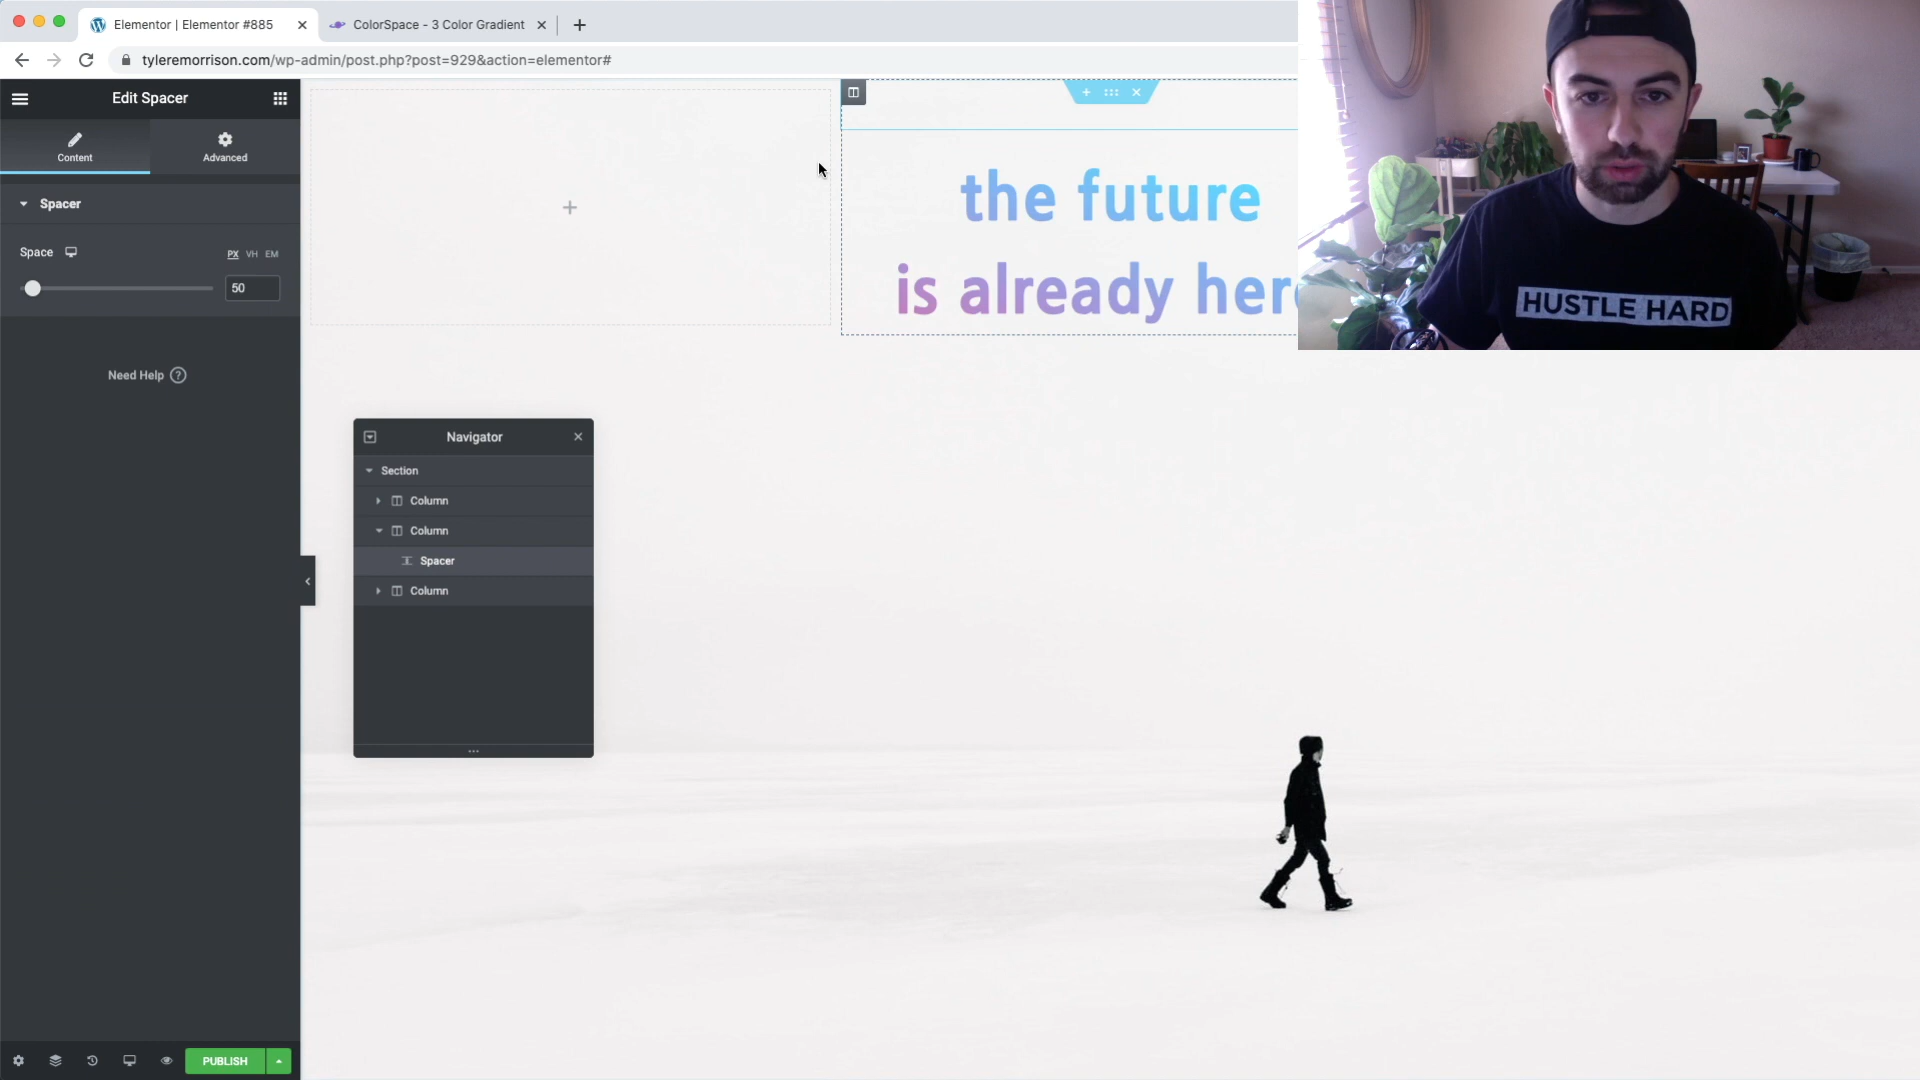 Elementor | Elementor #885
ColorSpace - 3 Color Gradient
tyleremorrison.com/wp-admin/post.php?post=929&action=elementor#
Edit Spacer
Content
Advanced
Spacer
Space
PX VH EM
50
Need Help
the future
is already here
HUSTLE HARD
Navigator
Section
Column
Column
Spacer
Column
PUBLISH